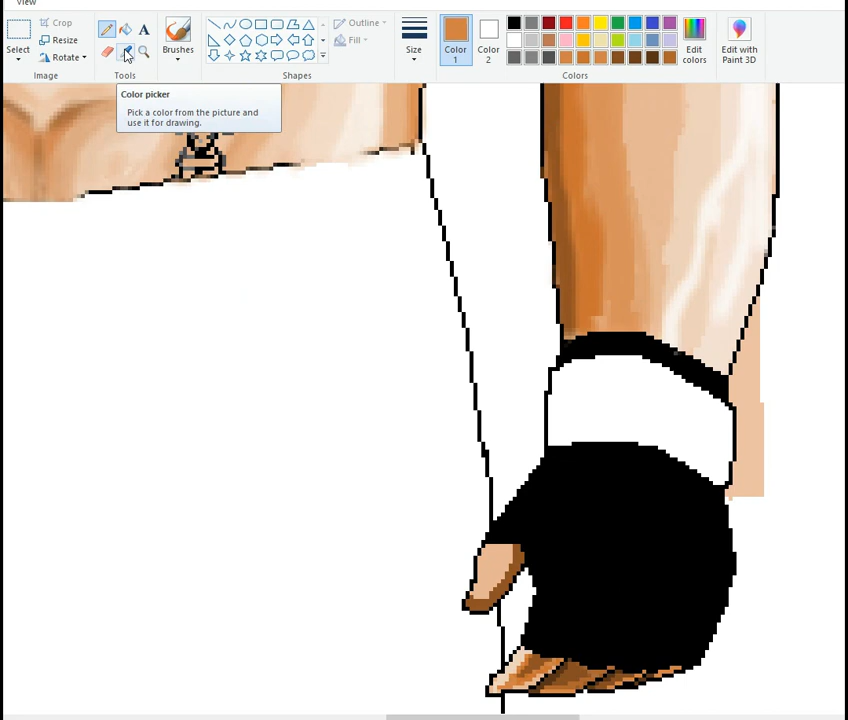 View
Crop
Resize
Rotate
Select
Image
A
Tools
Brushes
Outline
Fill
Shapes
Size
Color
1
Color
2
Edit
colors
Colors
Edit with
Paint 3D
Color picker
Pick a color from the picture and
use it for drawing.